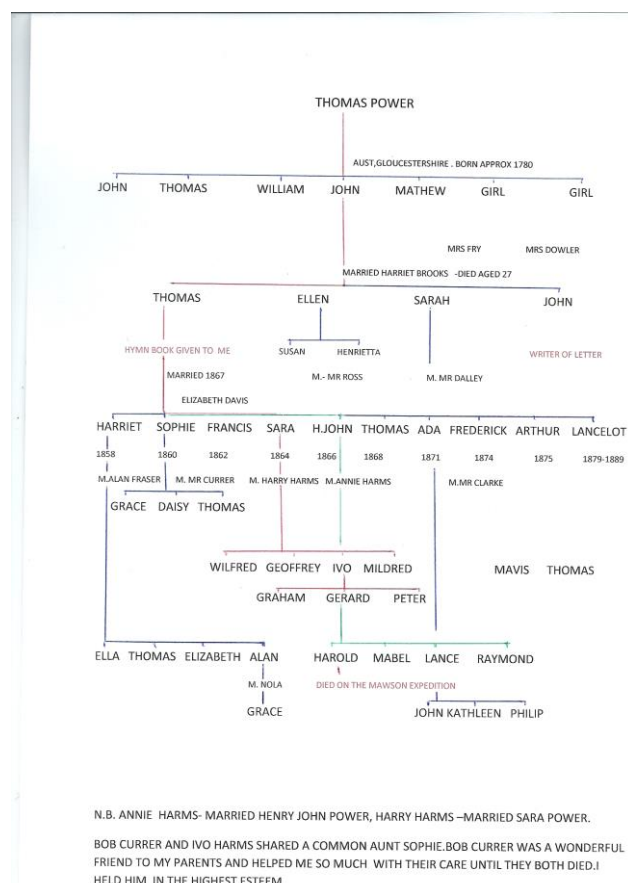 THOMAS POWER
AUST,GLOUCESTERSHIRE . BORN APPROX 1780
JOHN THOMAS WILLIAM JOHN MATHEW GIRL GIRL
MRS FRY MRS DOWLER
MARRIED HARRIET BROOKS -DIED AGED 27
THOMAS ELLEN SARAH JOHN
HYMN BOOK GIVEN TO ME SUSAN HENRIETTA WRITER OF LETTER
MARRIED 1867 M.- MR ROSS M. MR DALLEY
ELIZABETH DAVIS
HARRIET SOPHIE FRANCIS SARA H.JOHN THOMAS ADA FREDERICK ARTHUR LANCELOT
1858 1860 1862 1864 1866 1868 1871 1874 1875 1879-1889
M.ALAN FRASER M. MR CURRER M. HARRY HARMS M.ANNIE HARMS M.MR CLARKE
GRACE DAISY THOMAS
WILFRED GEOFFREY IVO MILDRED MAVIS THOMAS
GRAHAM GERARD PETER
ELLA THOMAS ELIZABETH ALAN HAROLD MABEL LANCE RAYMOND
M. NOLA DIED ON THE MAWSON EXPEDITION
GRACE JOHN KATHLEEN PHILIP
N.B. ANNIE HARMS- MARRIED HENRY JOHN POWER, HARRY HARMS –MARRIED SARA POWER.
BOB CURRER AND IVO HARMS SHARED A COMMON AUNT SOPHIE.BOB CURRER WAS A WONDERFUL
FRIEND TO MY PARENTS AND HELPED ME SO MUCH WITH THEIR CARE UNTIL THEY BOTH DIED.I
HELD HIM IN THE HIGHEST ESTEEM